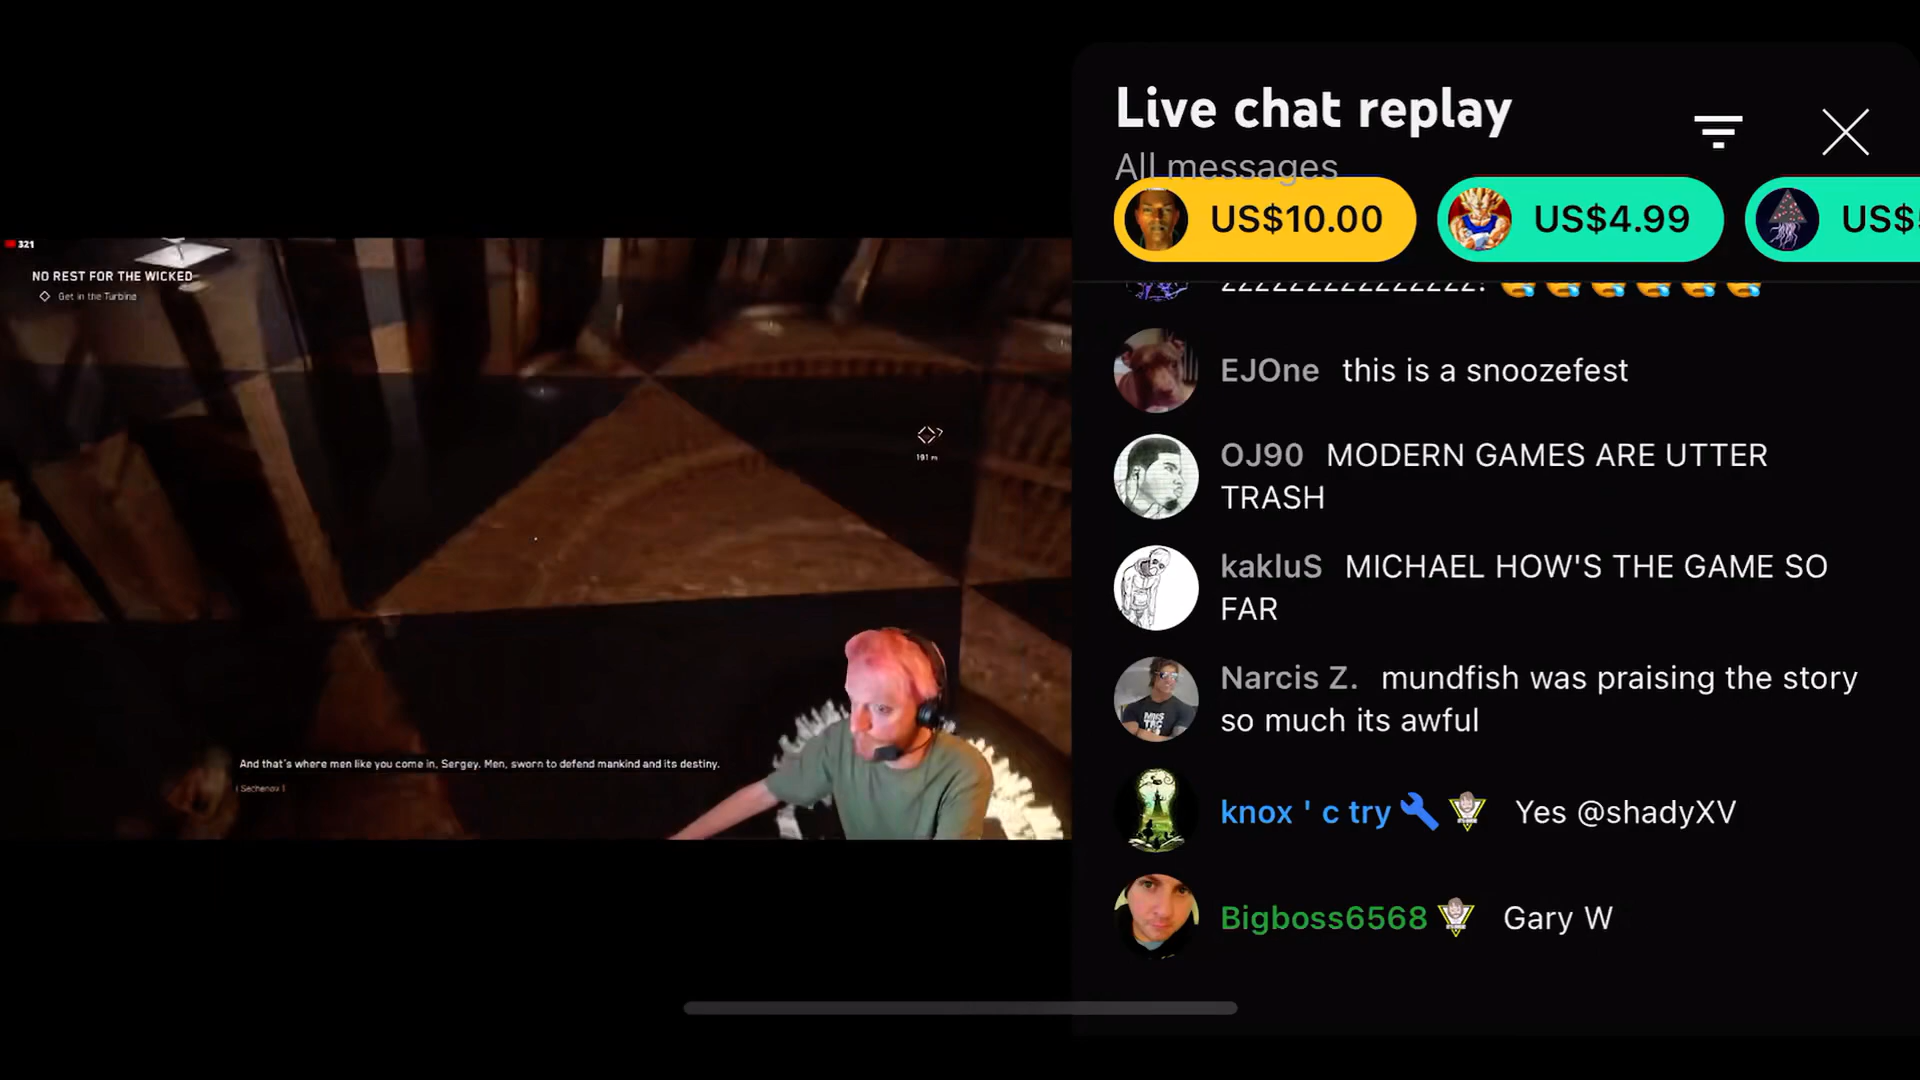 321
NO REST FOR THE WICKED
Get in the Turbine
191 m
And that's where men like you come in, Sergey. Men, sworn to defend mankind and its destiny.
Sechenov
Live chat replay
All messages
US$10.00
US$4.99
US$
EJOne this is a snoozefest
OJ90 MODERN GAMES ARE UTTER
TRASH
kakluS MICHAEL HOW'S THE GAME SO
FAR
Narcis Z. mundfish was praising the story
so much its awful
knox ' c try Yes @shadyXV
Bigboss6568 Gary W